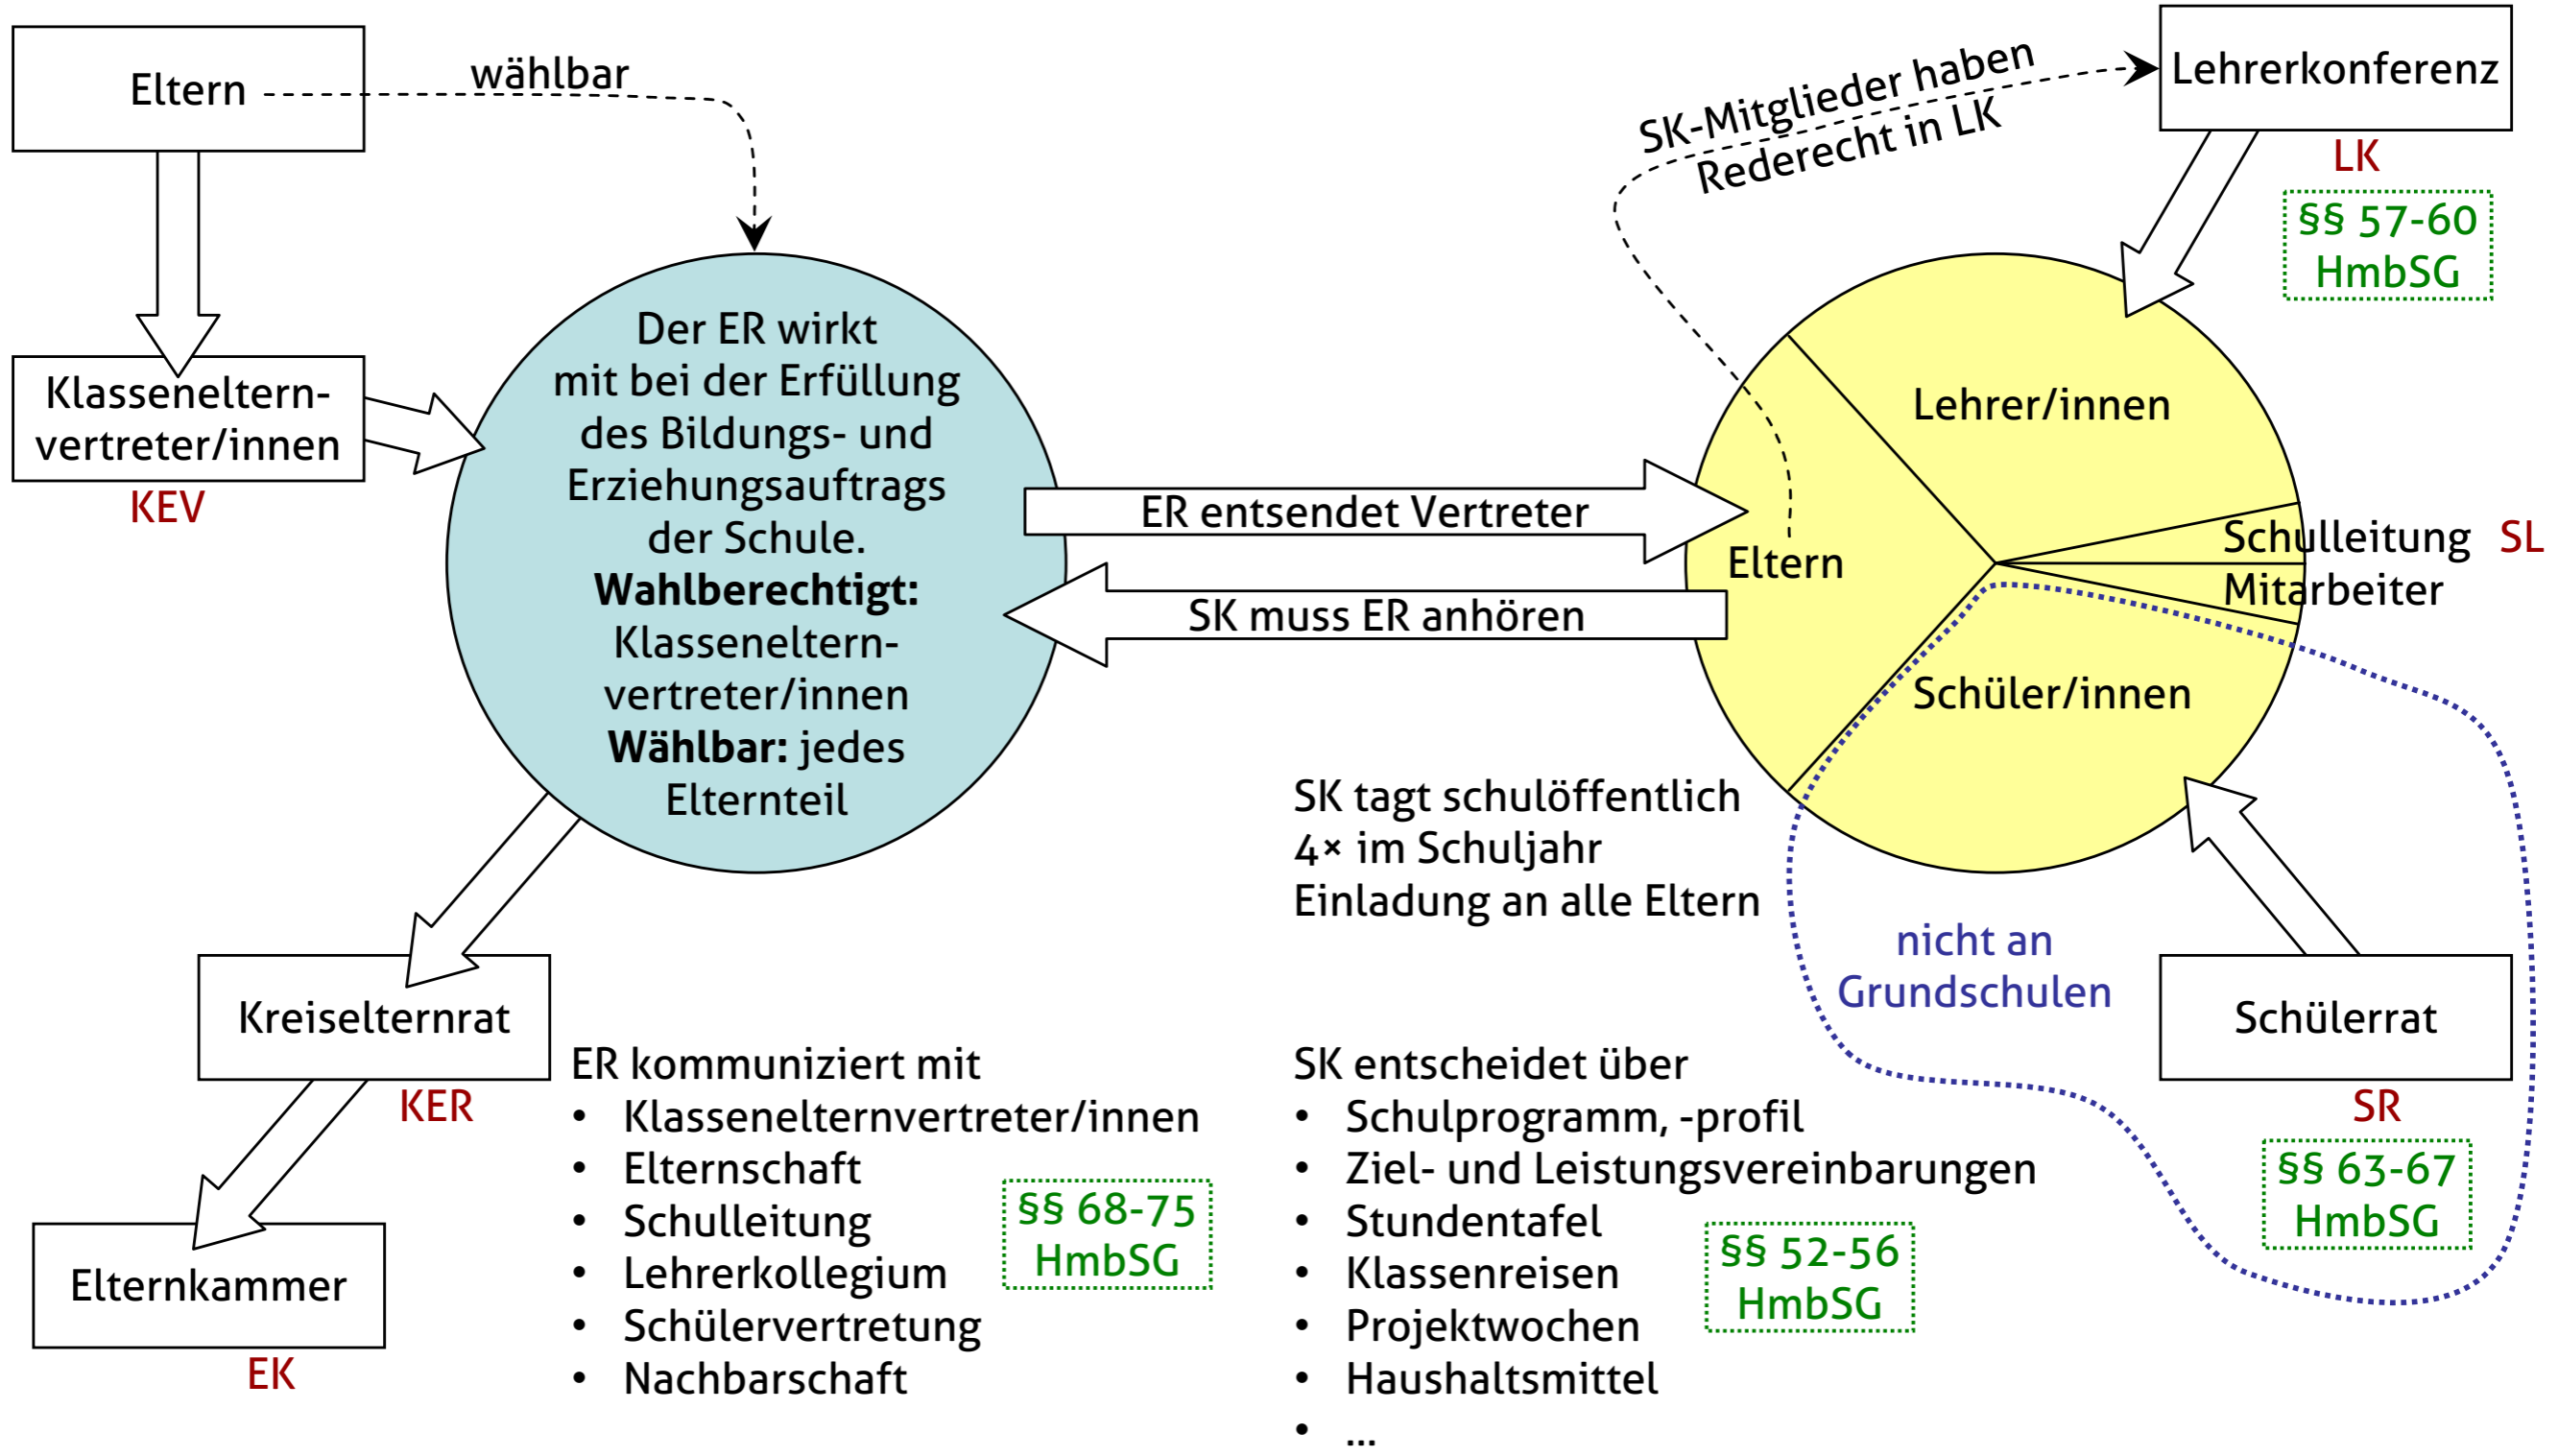 Eltern
wählbar
Klasseneltern-
vertreter/innen
KEV
Der ER wirkt
mit bei der Erfüllung
des Bildungs- und
Erziehungsauftrags
der Schule.
Wahlberechtigt:
Klasseneltern-
vertreter/innen
Wählbar: jedes
Elternteil
ER entsendet Vertreter
SK muss ER anhören
SK-Mitglieder haben
Rederecht in LK
Lehrerkonferenz
LK
§§ 57-60
HmbSG
Lehrer/innen
Eltern
Schulleitung SL
Mitarbeiter
Schüler/innen
SK tagt schulöffentlich
4× im Schuljahr
Einladung an alle Eltern
nicht an
Grundschulen
Schülerrat
SR
§§ 63-67
HmbSG
Kreiselternrat
KER
Elternkammer
EK
ER kommuniziert mit
• Klassenelternvertreter/innen
• Elternschaft
• Schulleitung
• Lehrerkollegium
• Schülervertretung
• Nachbarschaft
§§ 68-75
HmbSG
SK entscheidet über
• Schulprogramm, -profil
• Ziel- und Leistungsvereinbarungen
• Stundentafel
• Klassenreisen
• Projektwochen
• Haushaltsmittel
• ...
§§ 52-56
HmbSG